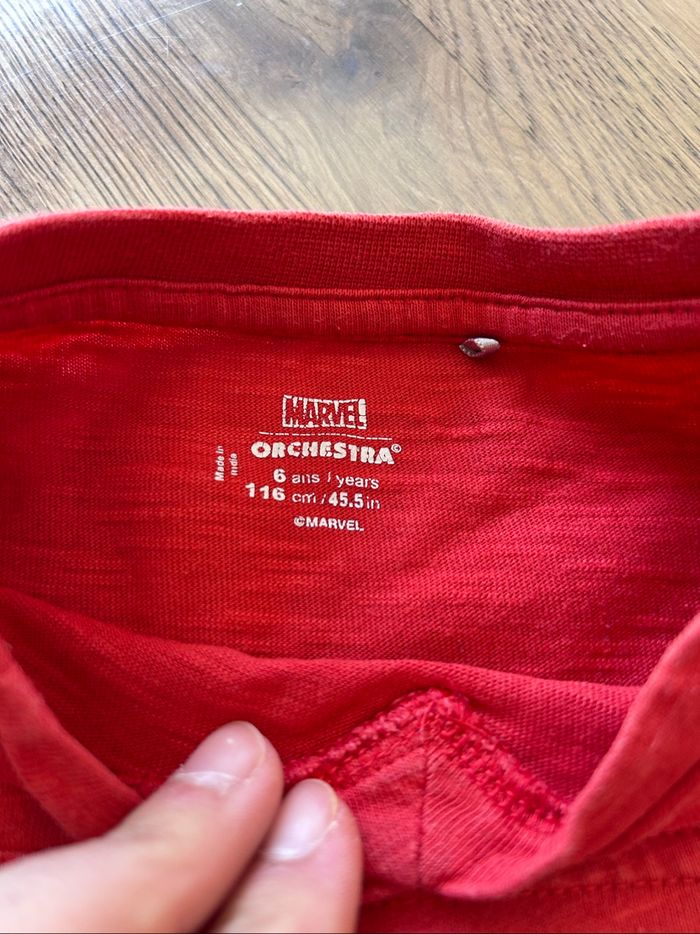 MARVEL
ORCHESTRA©
6 ans / years
116 cm / 45.5 in
©MARVEL
Made in
India